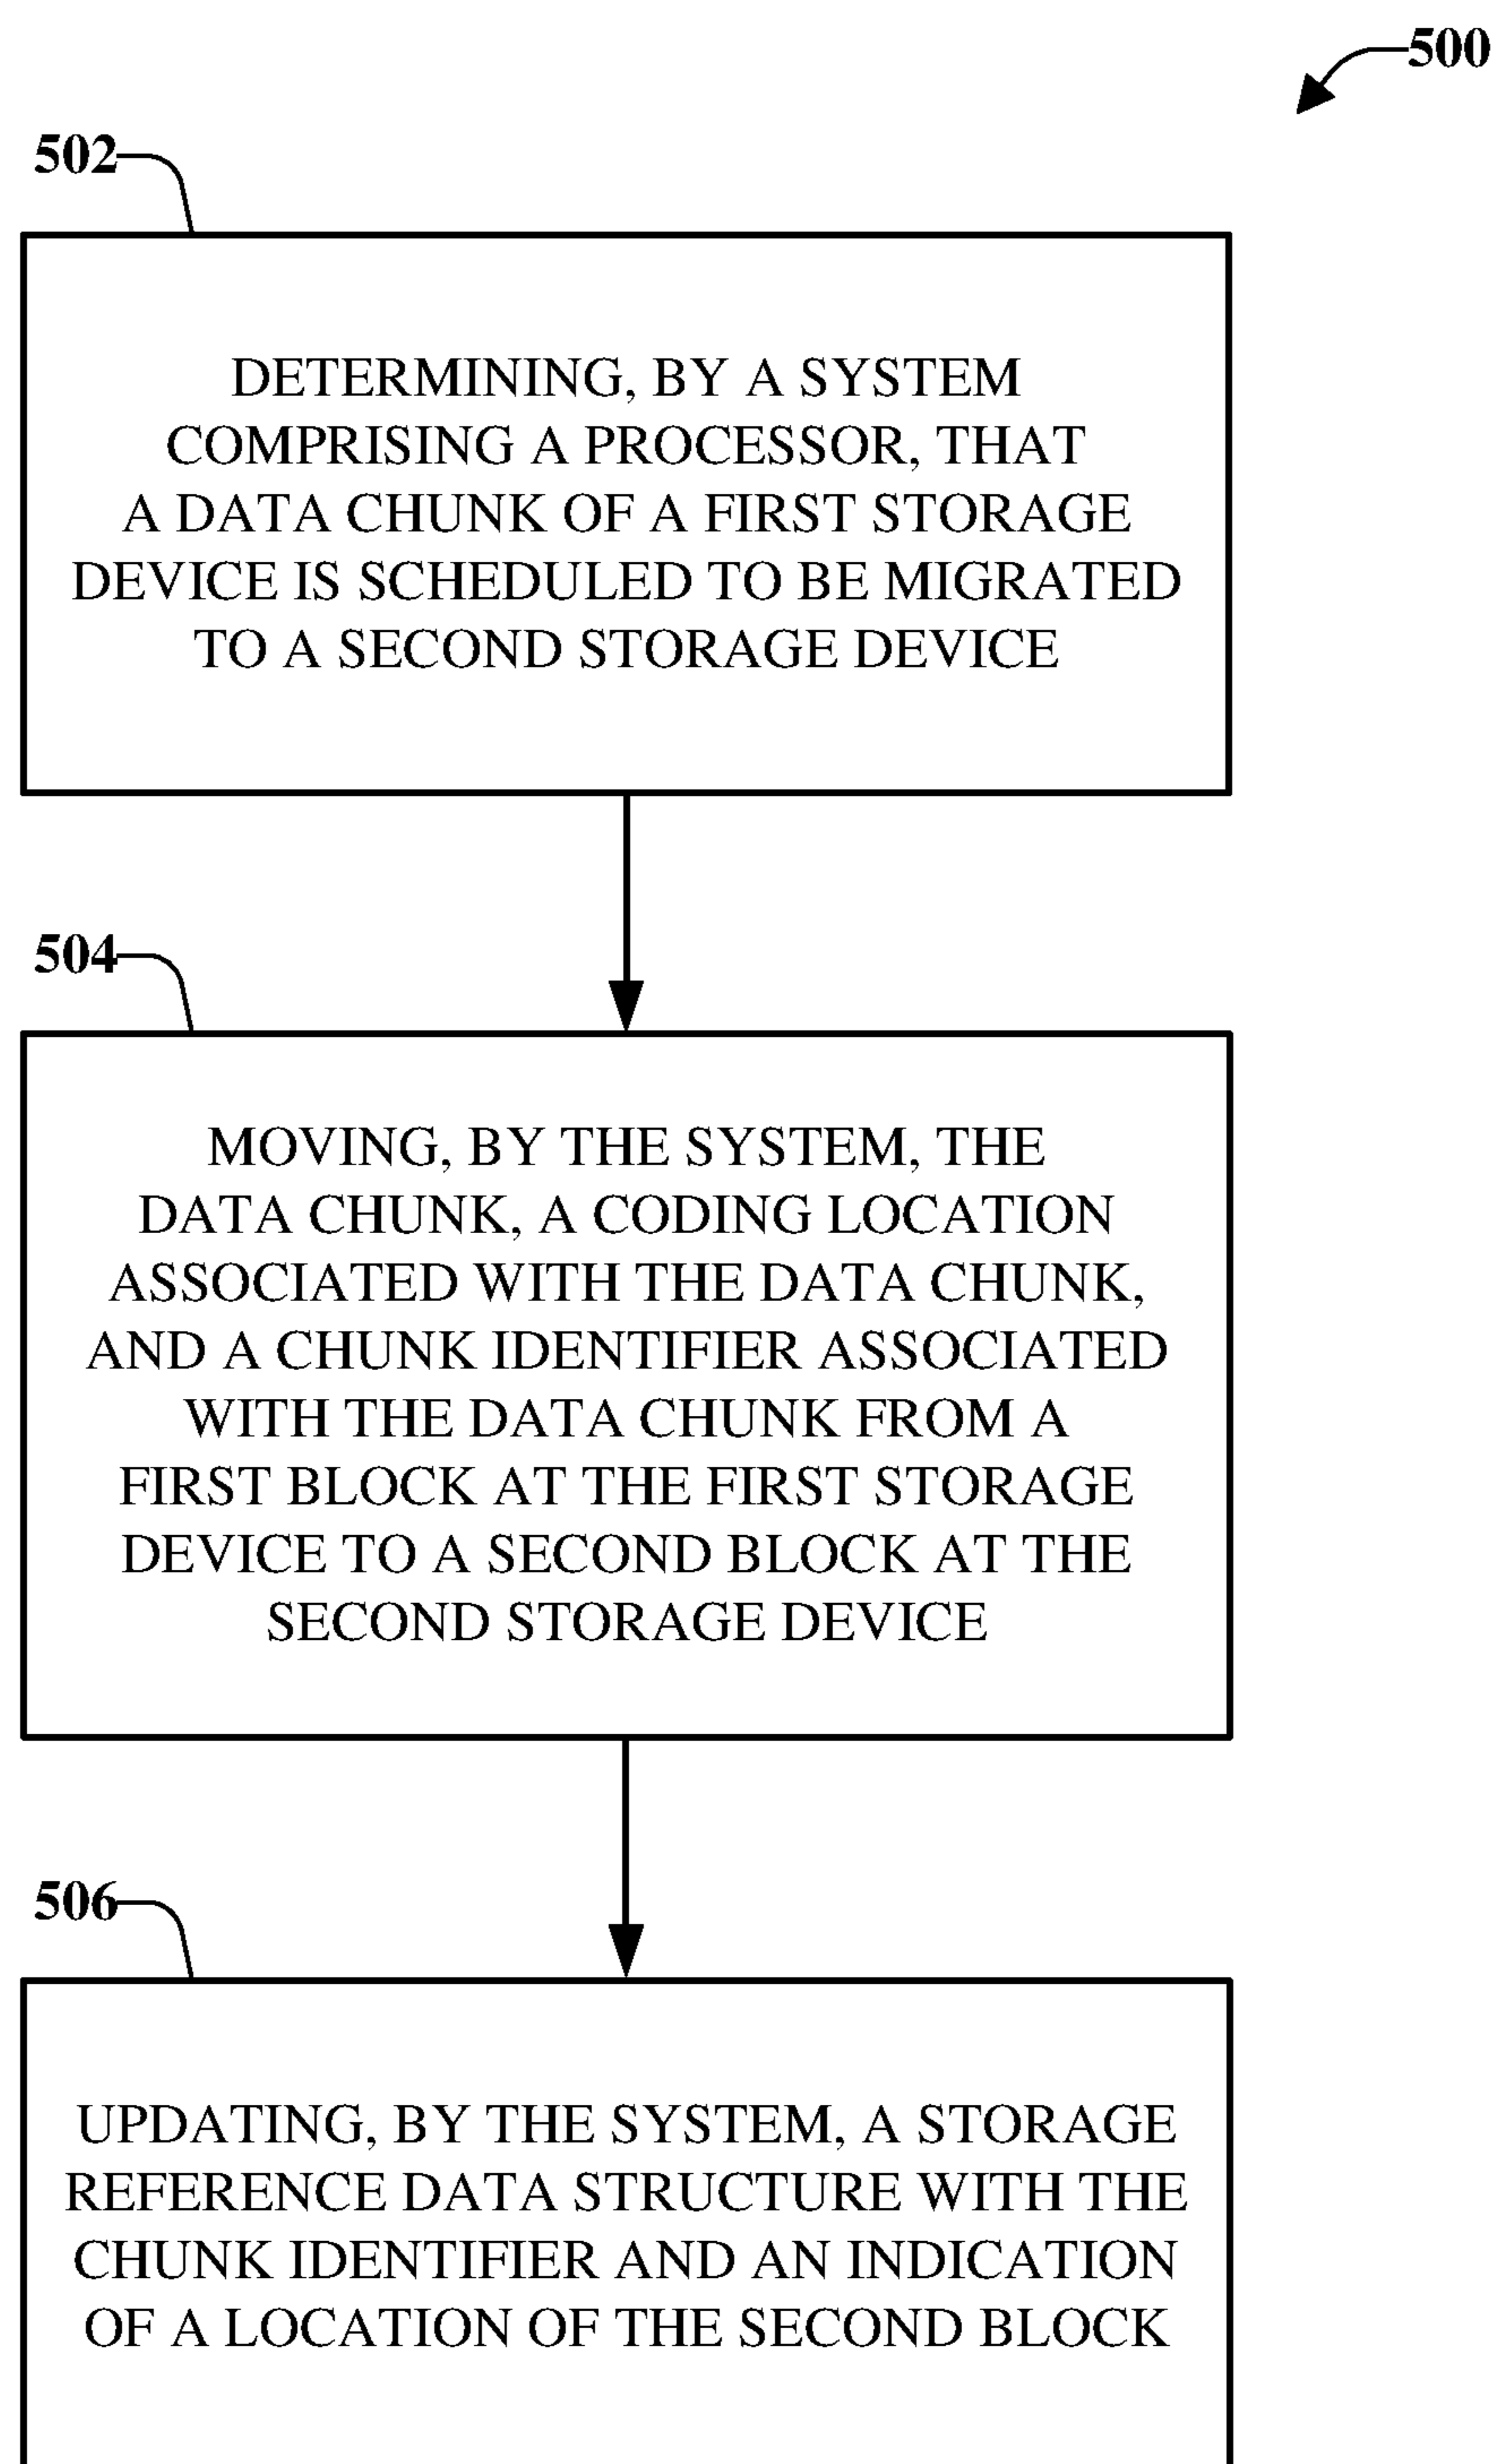 500
502
DETERMINING, BY A SYSTEM
COMPRISING A PROCESSOR, THAT
A DATA CHUNK OF A FIRST STORAGE
DEVICE IS SCHEDULED TO BE MIGRATED
TO A SECOND STORAGE DEVICE
504
MOVING, BY THE SYSTEM, THE
DATA CHUNK, A CODING LOCATION
ASSOCIATED WITH THE DATA CHUNK,
AND A CHUNK IDENTIFIER ASSOCIATED
WITH THE DATA CHUNK FROM A
FIRST BLOCK AT THE FIRST STORAGE
DEVICE TO A SECOND BLOCK AT THE
SECOND STORAGE DEVICE
506
UPDATING, BY THE SYSTEM, A STORAGE
REFERENCE DATA STRUCTURE WITH THE
CHUNK IDENTIFIER AND AN INDICATION
OF A LOCATION OF THE SECOND BLOCK